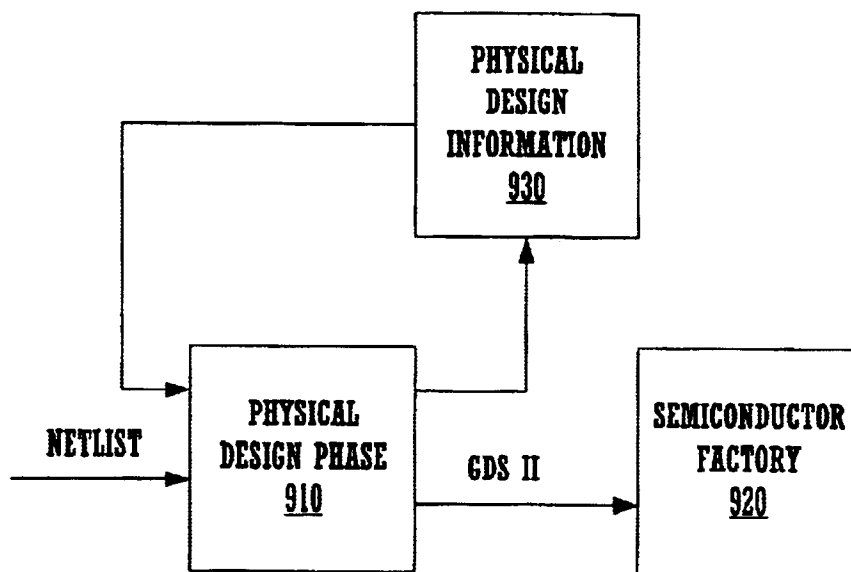 PHYSICAL
DESIGN
INFORMATION
930
NETLIST
PHYSICAL
DESIGN PHASE
910
GDS II
SEMICONDUCTOR
FACTORY
920